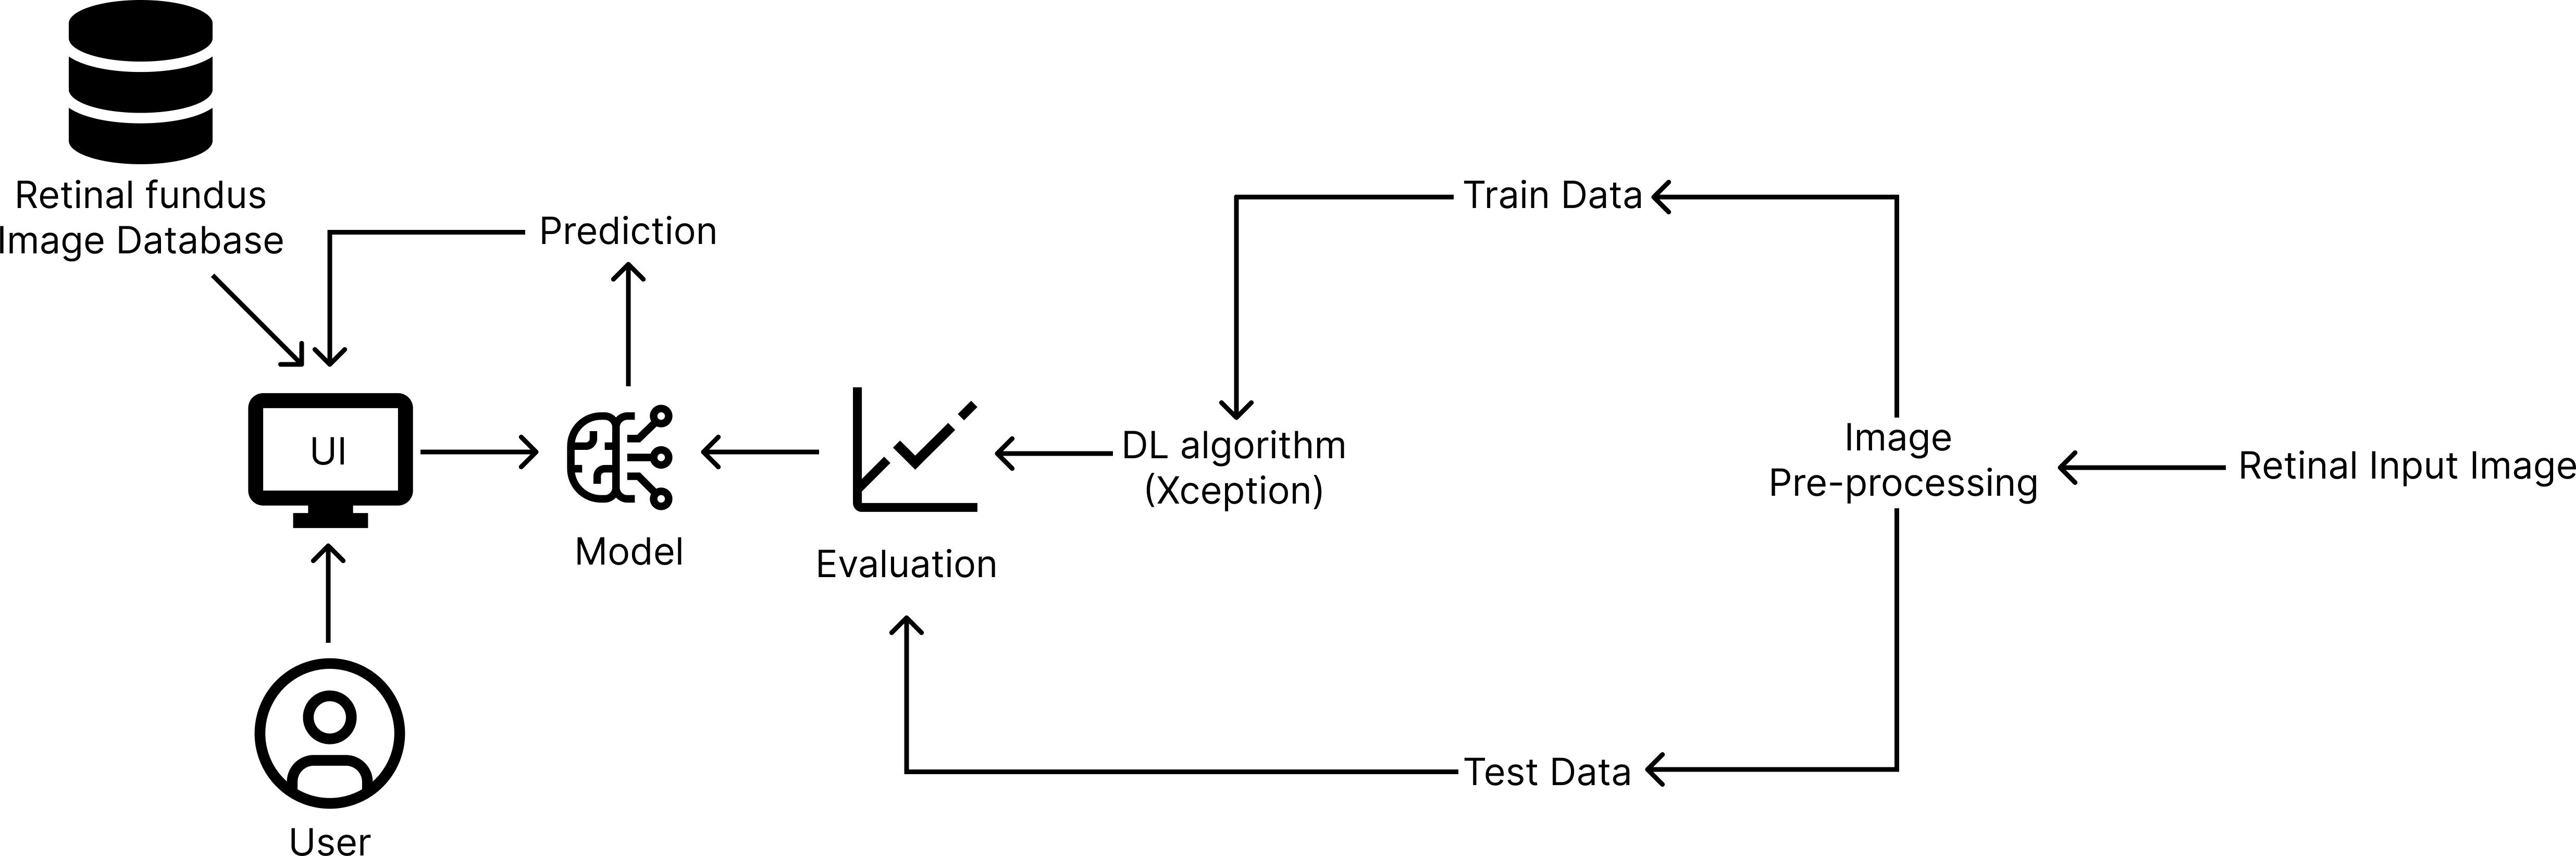 Retinal fundus
Image Database
Prediction
Train Data
UI
Model
Evaluation
DL algorithm
(Xception)
Image
Pre-processing
Retinal Input Image
Test Data
User